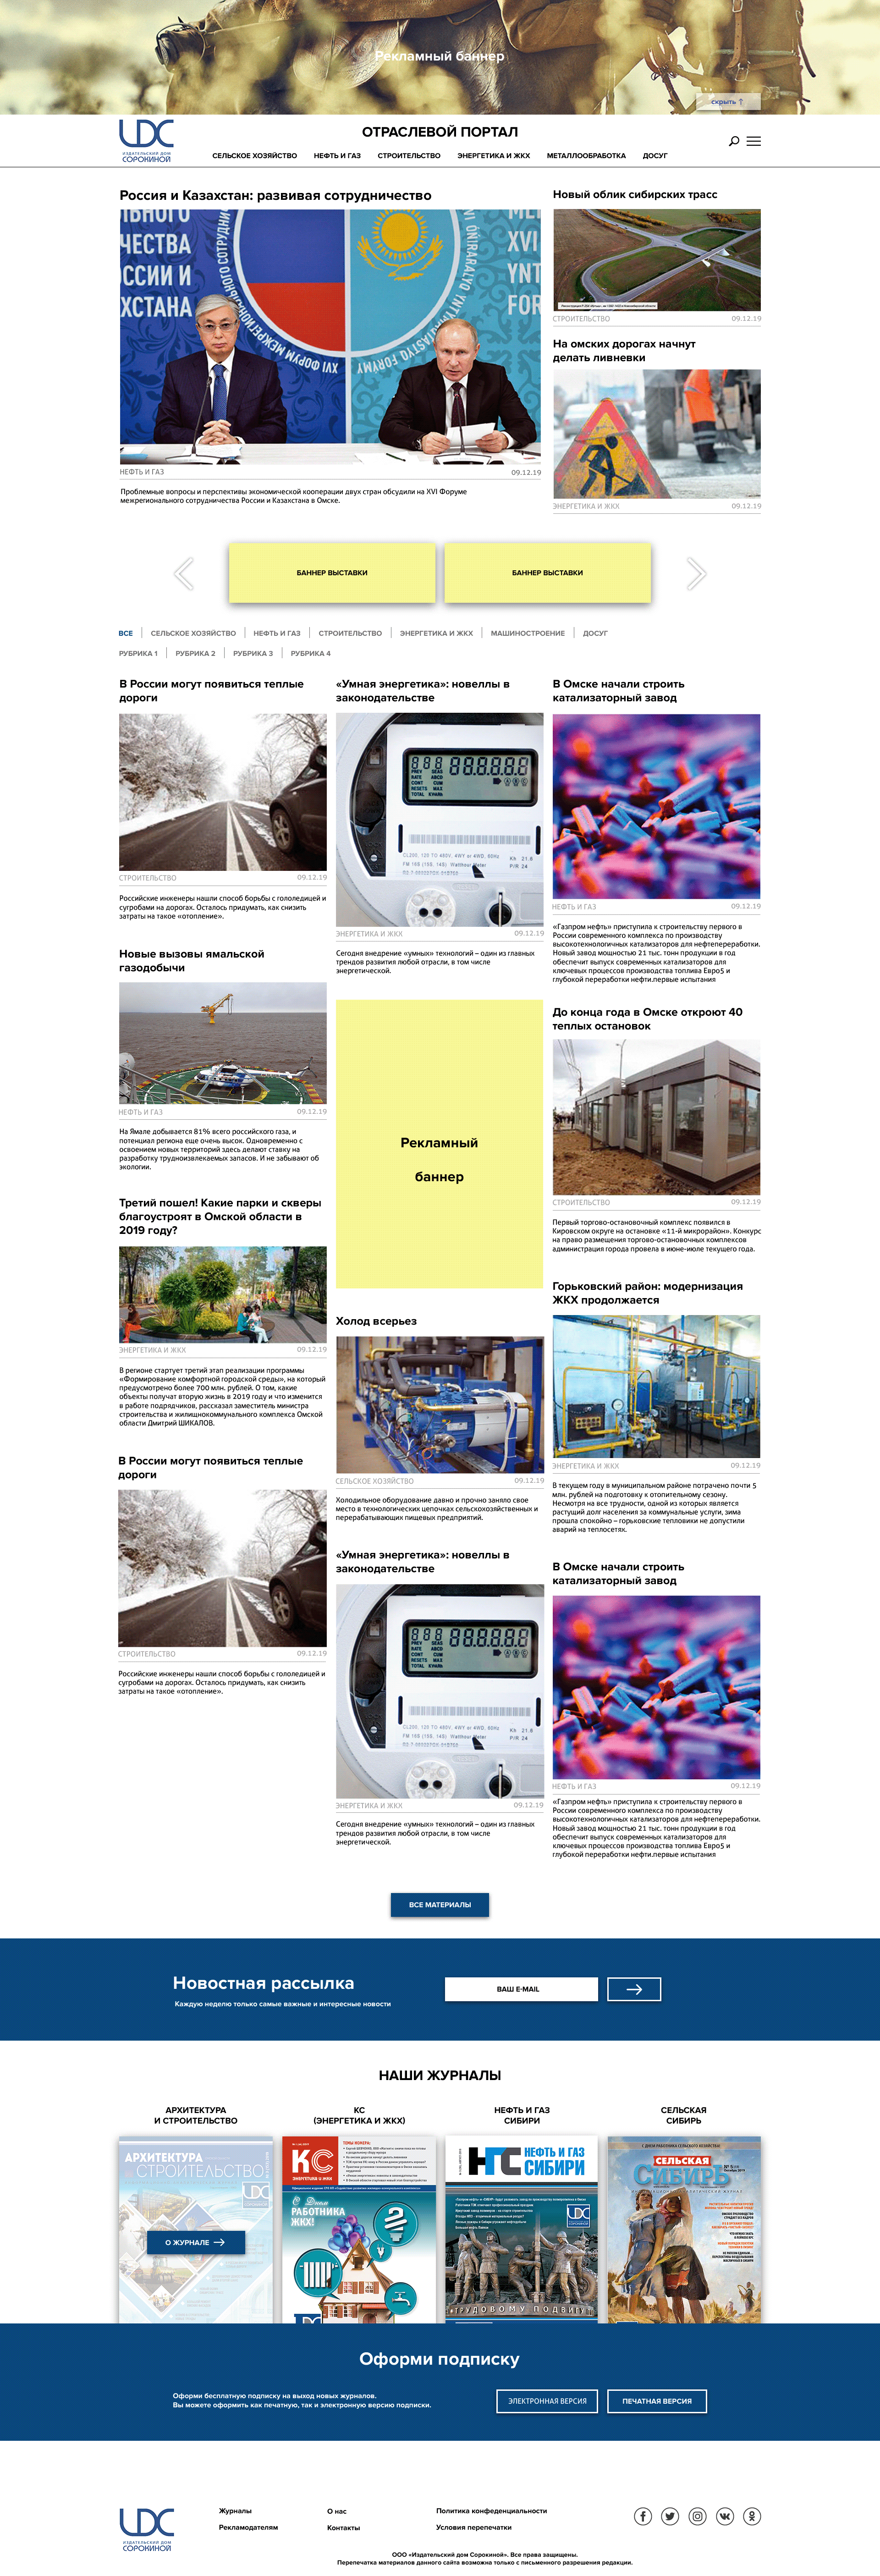 Рекламный баннер
скрыть ↑
UDC
ИЗДАТЕЛЬСКИЙ ДОМ
СОРОКИНОЙ
ОТРАСЛЕВОЙ ПОРТАЛ
СЕЛЬСКОЕ ХОЗЯЙСТВО НЕФТЬ И ГАЗ СТРОИТЕЛЬСТВО ЭНЕРГЕТИКА И ЖКХ МЕТАЛЛООБРАБОТКА ДОСУГ
Россия и Казахстан: развивая сотрудничество
НЕФТЬ И ГАЗ 09.12.19
Проблемные вопросы и перспективы экономической кооперации двух стран обсудили на XVI Форуме
межрегионального сотрудничества России и Казахстана в Омске.
Новый облик сибирских трасс
СТРОИТЕЛЬСТВО 09.12.19
На омских дорогах начнут
делать ливневки
ЭНЕРГЕТИКА И ЖКХ 09.12.19
БАННЕР ВЫСТАВКИ
БАННЕР ВЫСТАВКИ
ВСЕ СЕЛЬСКОЕ ХОЗЯЙСТВО НЕФТЬ И ГАЗ СТРОИТЕЛЬСТВО ЭНЕРГЕТИКА И ЖКХ МАШИНОСТРОЕНИЕ ДОСУГ
РУБРИКА 1 РУБРИКА 2 РУБРИКА 3 РУБРИКА 4
В России могут появиться теплые
дороги
СТРОИТЕЛЬСТВО 09.12.19
Российские инженеры нашли способ борьбы с гололедицей и
сугробами на дорогах. Осталось придумать, как снизить
затраты на такое «отопление».
Новые вызовы ямальской
газодобычи
НЕФТЬ И ГАЗ 09.12.19
На Ямале добывается 81% всего российского газа, и
потенциал региона еще очень высок. Одновременно с
освоением новых территорий здесь делают ставку на
разработку трудноизвлекаемых запасов. И не забывают об
экологии.
Третий пошел! Какие парки и скверы
благоустроят в Омской области в
2019 году?
ЭНЕРГЕТИКА И ЖКХ 09.12.19
В регионе стартует третий этап реализации программы
«Формирование комфортной городской среды», на который
предусмотрено более 700 млн. рублей. О том, какие
объекты получат вторую жизнь в 2019 году и что изменится
в работе подрядчиков, рассказал заместитель министра
строительства и жилищнокоммунального комплекса Омской
области Дмитрий ШИКАЛОВ.
В России могут появиться теплые
дороги
СТРОИТЕЛЬСТВО 09.12.19
Российские инженеры нашли способ борьбы с гололедицей и
сугробами на дорогах. Осталось придумать, как снизить
затраты на такое «отопление».
«Умная энергетика»: новеллы в
законодательстве
ЭНЕРГЕТИКА И ЖКХ 09.12.19
Сегодня внедрение «умных» технологий – один из главных
трендов развития любой отрасли, в том числе
энергетической.
Рекламный
баннер
Холод всерьез
СЕЛЬСКОЕ ХОЗЯЙСТВО 09.12.19
Холодильное оборудование давно и прочно заняло свое
место в технологических цепочках сельскохозяйственных и
перерабатывающих пищевых предприятий.
«Умная энергетика»: новеллы в
законодательстве
ЭНЕРГЕТИКА И ЖКХ 09.12.19
Сегодня внедрение «умных» технологий – один из главных
трендов развития любой отрасли, в том числе
энергетической.
В Омске начали строить
катализаторный завод
НЕФТЬ И ГАЗ 09.12.19
«Газпром нефть» приступила к строительству первого в
России современного комплекса по производству
высокотехнологичных катализаторов для нефтепереработки.
Новый завод мощностью 21 тыс. тонн продукции в год
обеспечит выпуск современных катализаторов для
ключевых процессов производства топлива Евро5 и
глубокой переработки нефти.первые испытания
До конца года в Омске откроют 40
теплых остановок
СТРОИТЕЛЬСТВО 09.12.19
Первый торгово-остановочный комплекс появился в
Кировском округе на остановке «11-й микрорайон». Конкурс
на право размещения торгово-остановочных комплексов
администрация города провела в июне-июле текущего года.
Горьковский район: модернизация
ЖКХ продолжается
ЭНЕРГЕТИКА И ЖКХ 09.12.19
В текущем году в муниципальном районе потрачено почти 5
млн. рублей на подготовку к отопительному сезону.
Несмотря на все трудности, одной из которых является
растущий долг населения за коммунальные услуги, зима
прошла спокойно – горьковские тепловики не допустили
аварий на теплосетях.
В Омске начали строить
катализаторный завод
НЕФТЬ И ГАЗ 09.12.19
«Газпром нефть» приступила к строительству первого в
России современного комплекса по производству
высокотехнологичных катализаторов для нефтепереработки.
Новый завод мощностью 21 тыс. тонн продукции в год
обеспечит выпуск современных катализаторов для
ключевых процессов производства топлива Евро5 и
глубокой переработки нефти.первые испытания
ВСЕ МАТЕРИАЛЫ
Новостная рассылка
Каждую неделю только самые важные и интересные новости
ВАШ E-MAIL
НАШИ ЖУРНАЛЫ
АРХИТЕКТУРА
И СТРОИТЕЛЬСТВО
КС
(ЭНЕРГЕТИКА И ЖКХ)
НЕФТЬ И ГАЗ
СИБИРИ
СЕЛЬСКАЯ
СИБИРЬ
АРХИТЕКТУРА
СТРОИТЕЛЬСТВО
О ЖУРНАЛЕ →
КС
ЭНЕРГЕТИКА И ЖКХ
С Днем
РАБОТНИКА
ЖКХ!
НГС НЕФТЬ И ГАЗ
СИБИРИ
ТРУДОВОМУ ПОДВИГУ
С ДНЕМ РАБОТНИКА СЕЛЬСКОГО ХОЗЯЙСТВА!
СЕЛЬСКАЯ
СИБИРЬ
Оформи подписку
Оформи бесплатную подписку на выход новых журналов.
Вы можете оформить как печатную, так и электронную версию подписки.
ЭЛЕКТРОННАЯ ВЕРСИЯ
ПЕЧАТНАЯ ВЕРСИЯ
UDC
ИЗДАТЕЛЬСКИЙ ДОМ
СОРОКИНОЙ
Журналы
Рекламодателям
О нас
Контакты
Политика конфеденциальности
Условия перепечатки
ООО «Издательский дом Сорокиной». Все права защищены.
Перепечатка материалов данного сайта возможна только с письменного разрешения редакции.